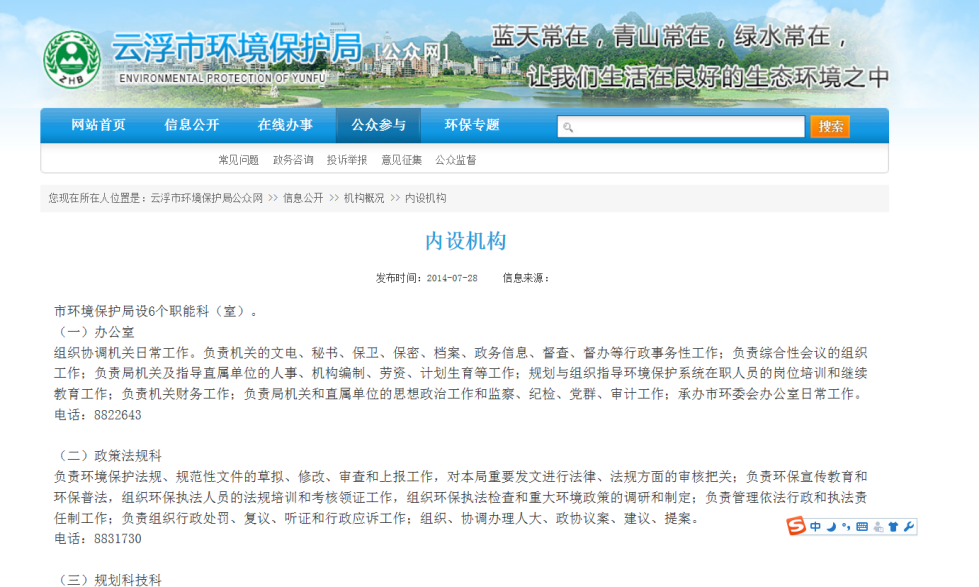 云浮市环境保护局[公众网]
ENVIRONMENTAL PROTECTION OF YUNFU
ZHB
蓝天常在，青山常在，绿水常在，
让我们生活在良好的生态环境之中
网站首页 信息公开 在线办事 公众参与 环保专题 搜索
常见问题 政务咨询 投诉举报 意见征集 公众监督
您现在所在人位置是：云浮市环境保护局公众网 >> 信息公开 >> 机构概况 >> 内设机构
内设机构
发布时间：2014-07-28 信息来源：
市环境保护局设6个职能科（室）。
（一）办公室
组织协调机关日常工作。负责机关的文电、秘书、保卫、保密、档案、政务信息、督查、督办等行政事务性工作；负责综合性会议的组织
工作；负责局机关及指导直属单位的人事、机构编制、劳资、计划生育等工作；规划与组织指导环境保护系统在职人员的岗位培训和继续
教育工作；负责机关财务工作；负责局机关和直属单位的思想政治工作和监察、纪检、党群、审计工作；承办市环委会办公室日常工作。
电话：8822643
（二）政策法规科
负责环境保护法规、规范性文件的草拟、修改、审查和上报工作，对本局重要发文进行法律、法规方面的审核把关；负责环保宣传教育和
环保普法，组织环保执法人员的法规培训和考核领证工作，组织环保执法检查和重大环境政策的调研和制定；负责管理依法行政和执法责
任制工作；负责组织行政处罚、复议、听证和行政应诉工作；组织、协调办理人大、政协议案、建议、提案。
电话：8831730
中
（三）规划科技科